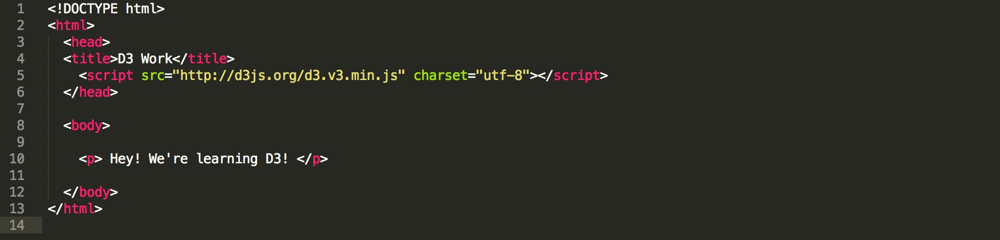 1 <!DOCTYPE html>
2 <html>
3   <head>
4   <title>D3 Work</title>
5     <script src="http://d3js.org/d3.v3.min.js" charset="utf-8"></script>
6   </head>
7
8   <body>
9
10     <p> Hey! We're learning D3! </p>
11
12   </body>
13 </html>
14